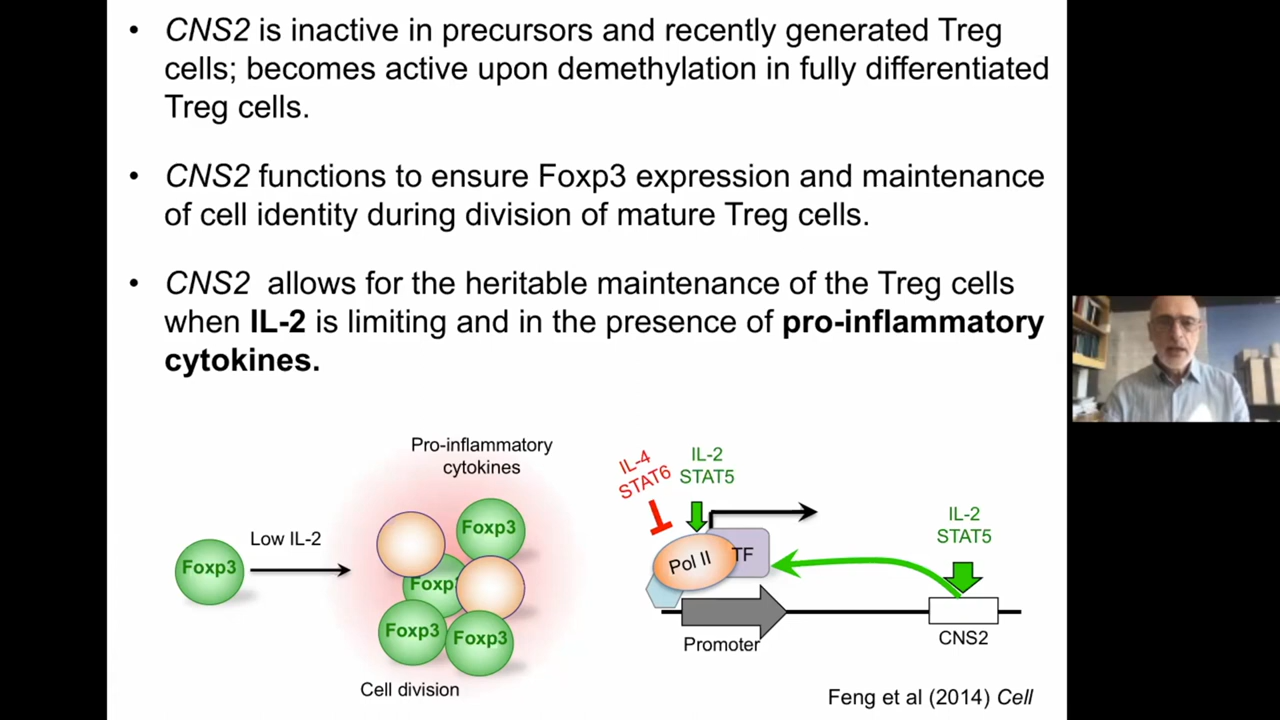 • CNS2 is inactive in precursors and recently generated Treg
cells; becomes active upon demethylation in fully differentiated
Treg cells.
• CNS2 functions to ensure Foxp3 expression and maintenance
of cell identity during division of mature Treg cells.
• CNS2 allows for the heritable maintenance of the Treg cells
when IL-2 is limiting and in the presence of pro-inflammatory
cytokines.
Pro-inflammatory
cytokines
Foxp3
Low IL-2
Foxp3
Foxp
Foxp3
Foxp3
Cell division
IL-4
STAT6
IL-2
STAT5
Pol II
TF
Promoter
IL-2
STAT5
CNS2
Feng et al (2014) Cell